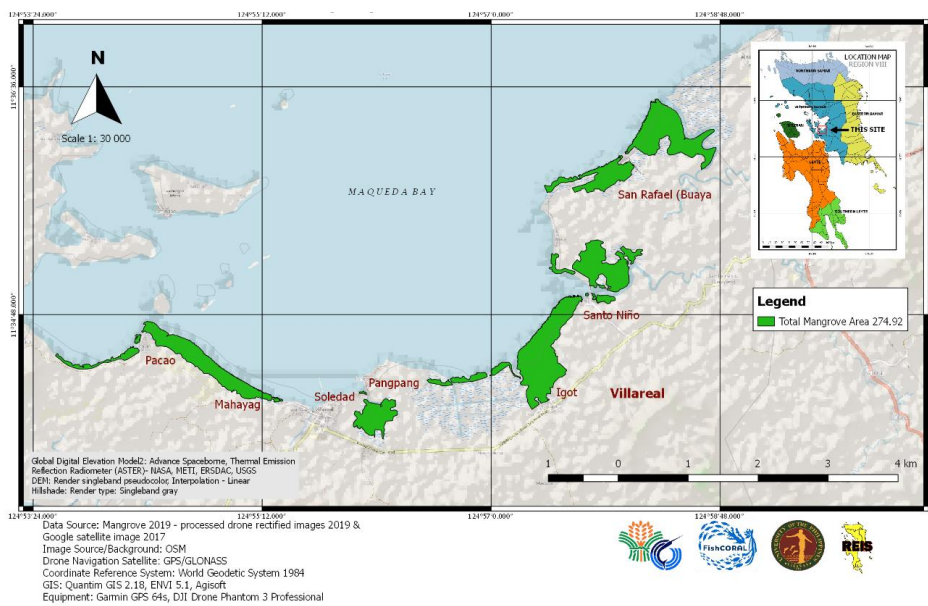 124°53'24.000"
124°55'12.000"
124°57'0.000"
124°58'48.000"
11°36'36.000"
11°34'48.000"
N
Scale 1: 30 000
MAQUEDA BAY
San Rafael (Buaya
Santo Niño
Pacao
Mahayag
Soledad
Pangpang
Igot
Villareal
LOCATION MAP
REGION VIII
NORTHERN SAMAR
THIS SITE
SOUTHERN LEYTE
Legend
Total Mangrove Area 274.92
1 0 1 2 3 4 km
Global Digital Elevation Model2: Advance Spaceborne, Thermal Emission
Reflection Radiometer (ASTER)- NASA, METI, ERSDAC, USGS
DEM: Render singleband pseudocolor, Interpolation - Linear
Hillshade: Render type: Singleband gray
124°53'24.000"
124°55'12.000"
124°57'0.000"
124°58'48.000"
Data Source: Mangrove 2019 - processed drone rectified images 2019 &
Google satellite image 2017
Image Source/Background: OSM
Drone Navigation Satellite: GPS/GLONASS
Coordinate Reference System: World Geodetic System 1984
GIS: Quantim GIS 2.18, ENVI 5.1, Agisoft
Equipment: Garmin GPS 64s, DJI Drone Phantom 3 Professional
FishCORAL
REIS